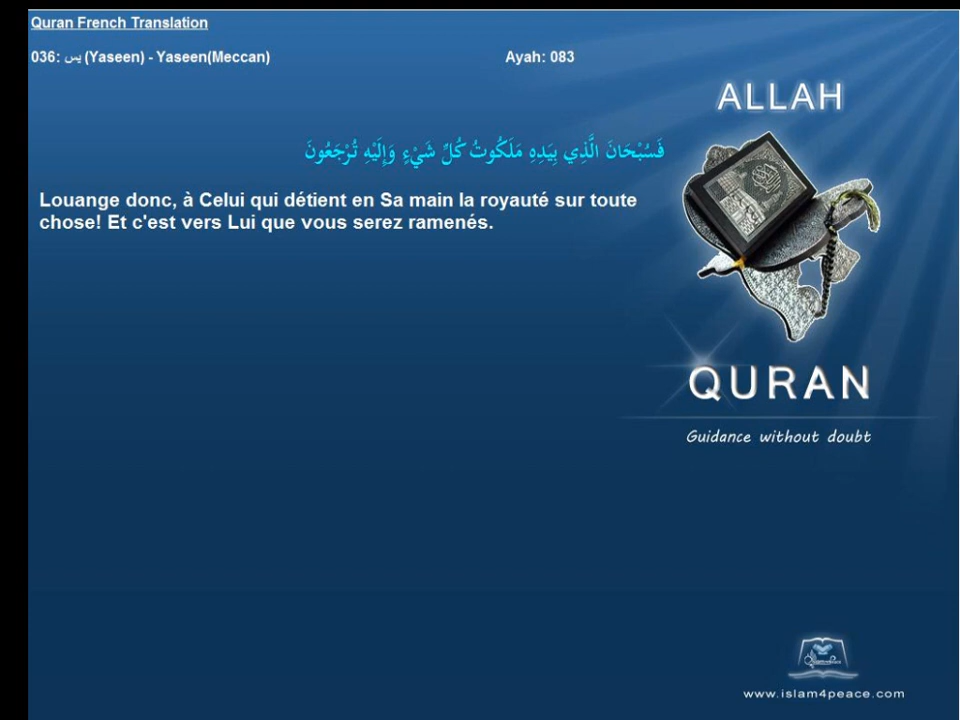 Quran French Translation
036: يس (Yaseen) - Yaseen(Meccan) Ayah: 083
ALLAH
فَسُبْحَانَ الَّذِي بِيَدِهِ مَلَكُوتُ كُلِّ شَيْءٍ وَإِلَيْهِ تُرْجَعُونَ
Louange donc, à Celui qui détient en Sa main la royauté sur toute
chose! Et c'est vers Lui que vous serez ramenés.
QURAN
Guidance without doubt
www.islam4peace.com